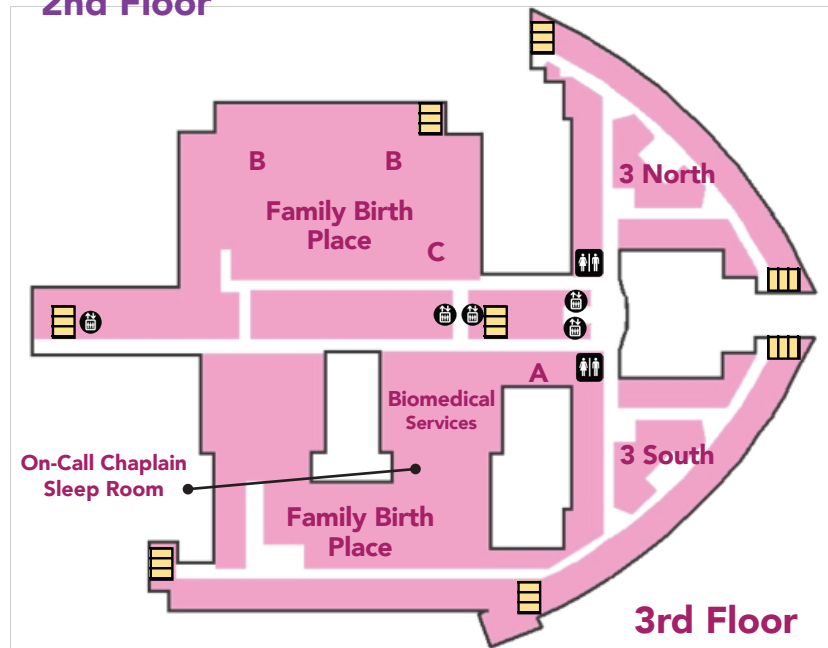 2nd Floor
3 North
B
B
Family Birth
Place
C
A
Biomedical
Services
3 South
On-Call Chaplain
Sleep Room
Family Birth
Place
3rd Floor